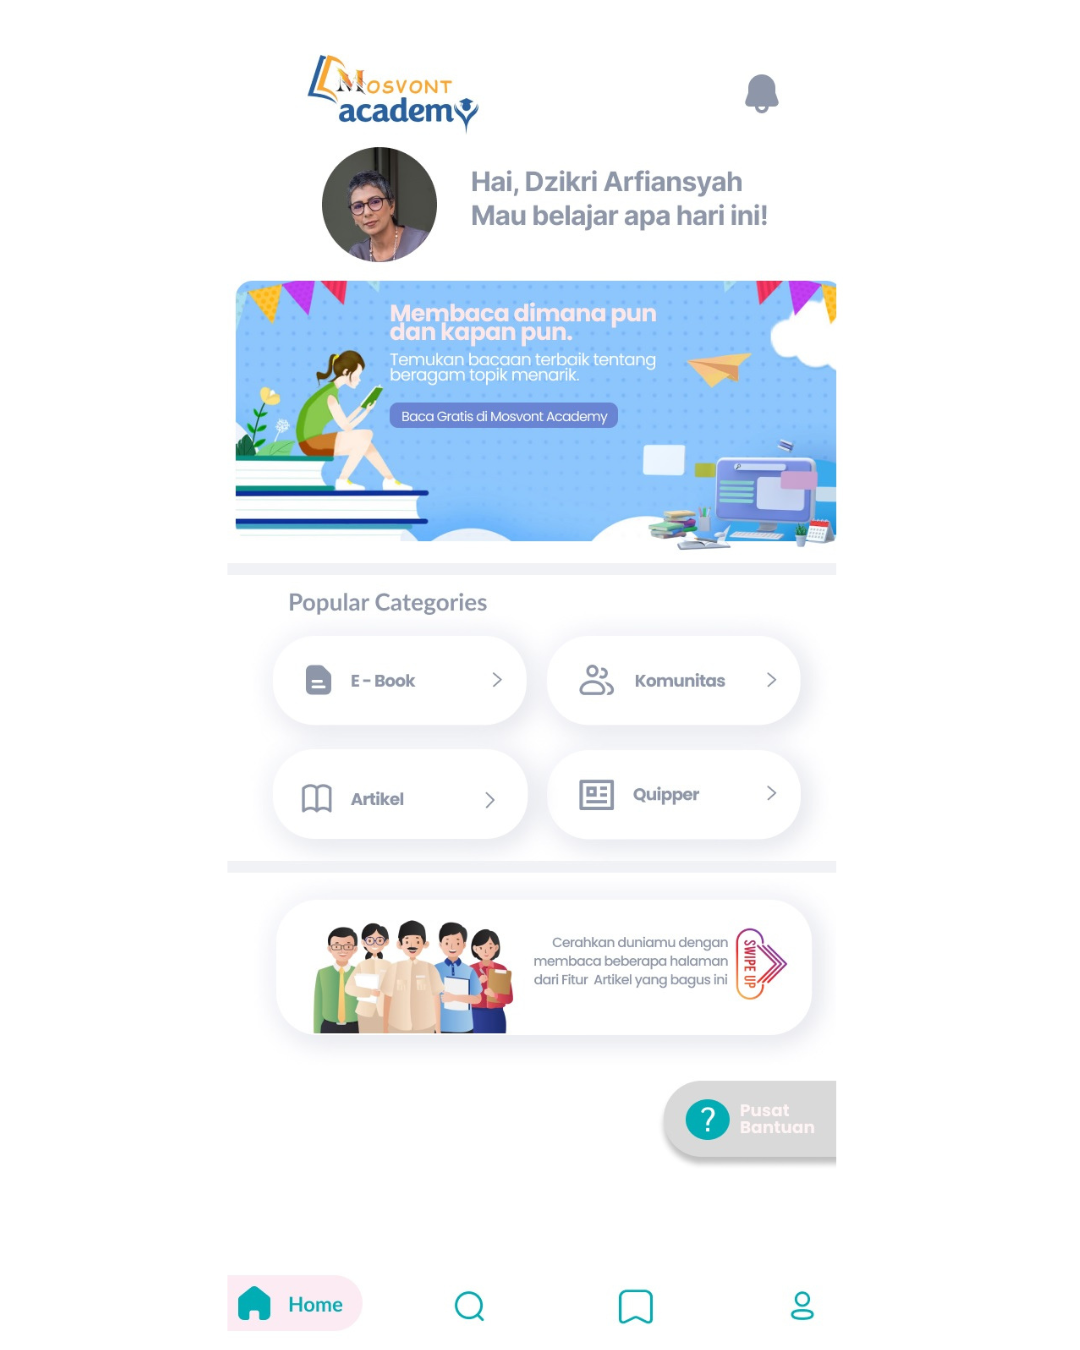 MOSVONT
academy
Hai, Dzikri Arfiansyah
Mau belajar apa hari ini!
Membaca dimana pun
dan kapan pun.
Temukan bacaan terbaik tentang
beragam topik menarik.
Baca Gratis di Mosvont Academy
Popular Categories
E - Book
Komunitas
Artikel
Quipper
Cerahkan duniamu dengan
membaca beberapa halaman
dari Fitur Artikel yang bagus ini
SWIPE UP
?
Pusat
Bantuan
Home